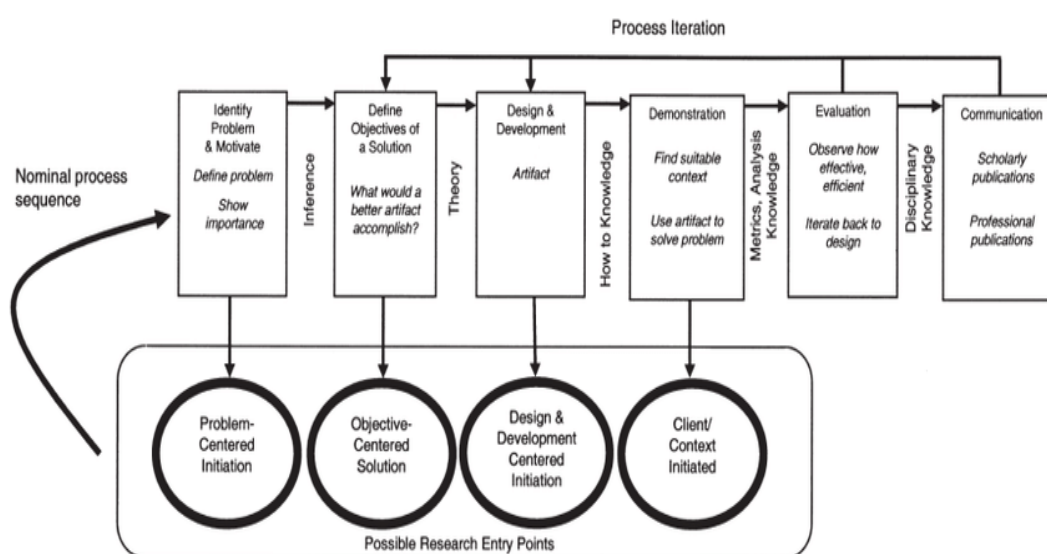 Process Iteration
Nominal process
sequence
Identify
Problem
& Motivate
Define problem
Show
importance
Inference
Define
Objectives of
a Solution
What would a
better artifact
accomplish?
Theory
Design &
Development
Artifact
How to Knowledge
Demonstration
Find suitable
context
Use artifact to
solve problem
Metrics, Analysis
Knowledge
Evaluation
Observe how
effective,
efficient
Iterate back to
design
Disciplinary
Knowledge
Communication
Scholarly
publications
Professional
publications
Problem-
Centered
Initiation
Objective-
Centered
Solution
Design &
Development
Centered
Initiation
Client/
Context
Initiated
Possible Research Entry Points